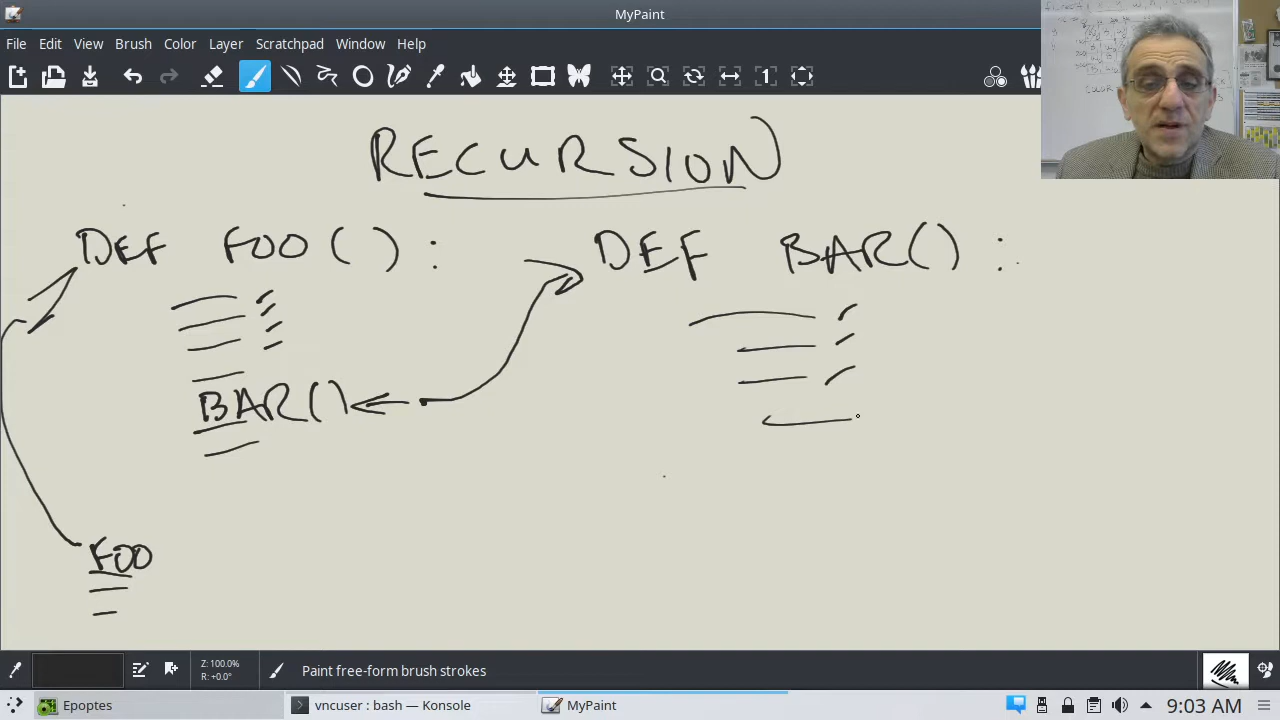 MyPaint
File Edit View Brush Color Layer Scratchpad Window Help
RECURSION
DEF FOO():
DEF BAR():
BAR()
FOO
Z: 100.0%
R: +0.0°
Paint free-form brush strokes
Epoptes
vncuser : bash — Konsole
MyPaint
9:03 AM